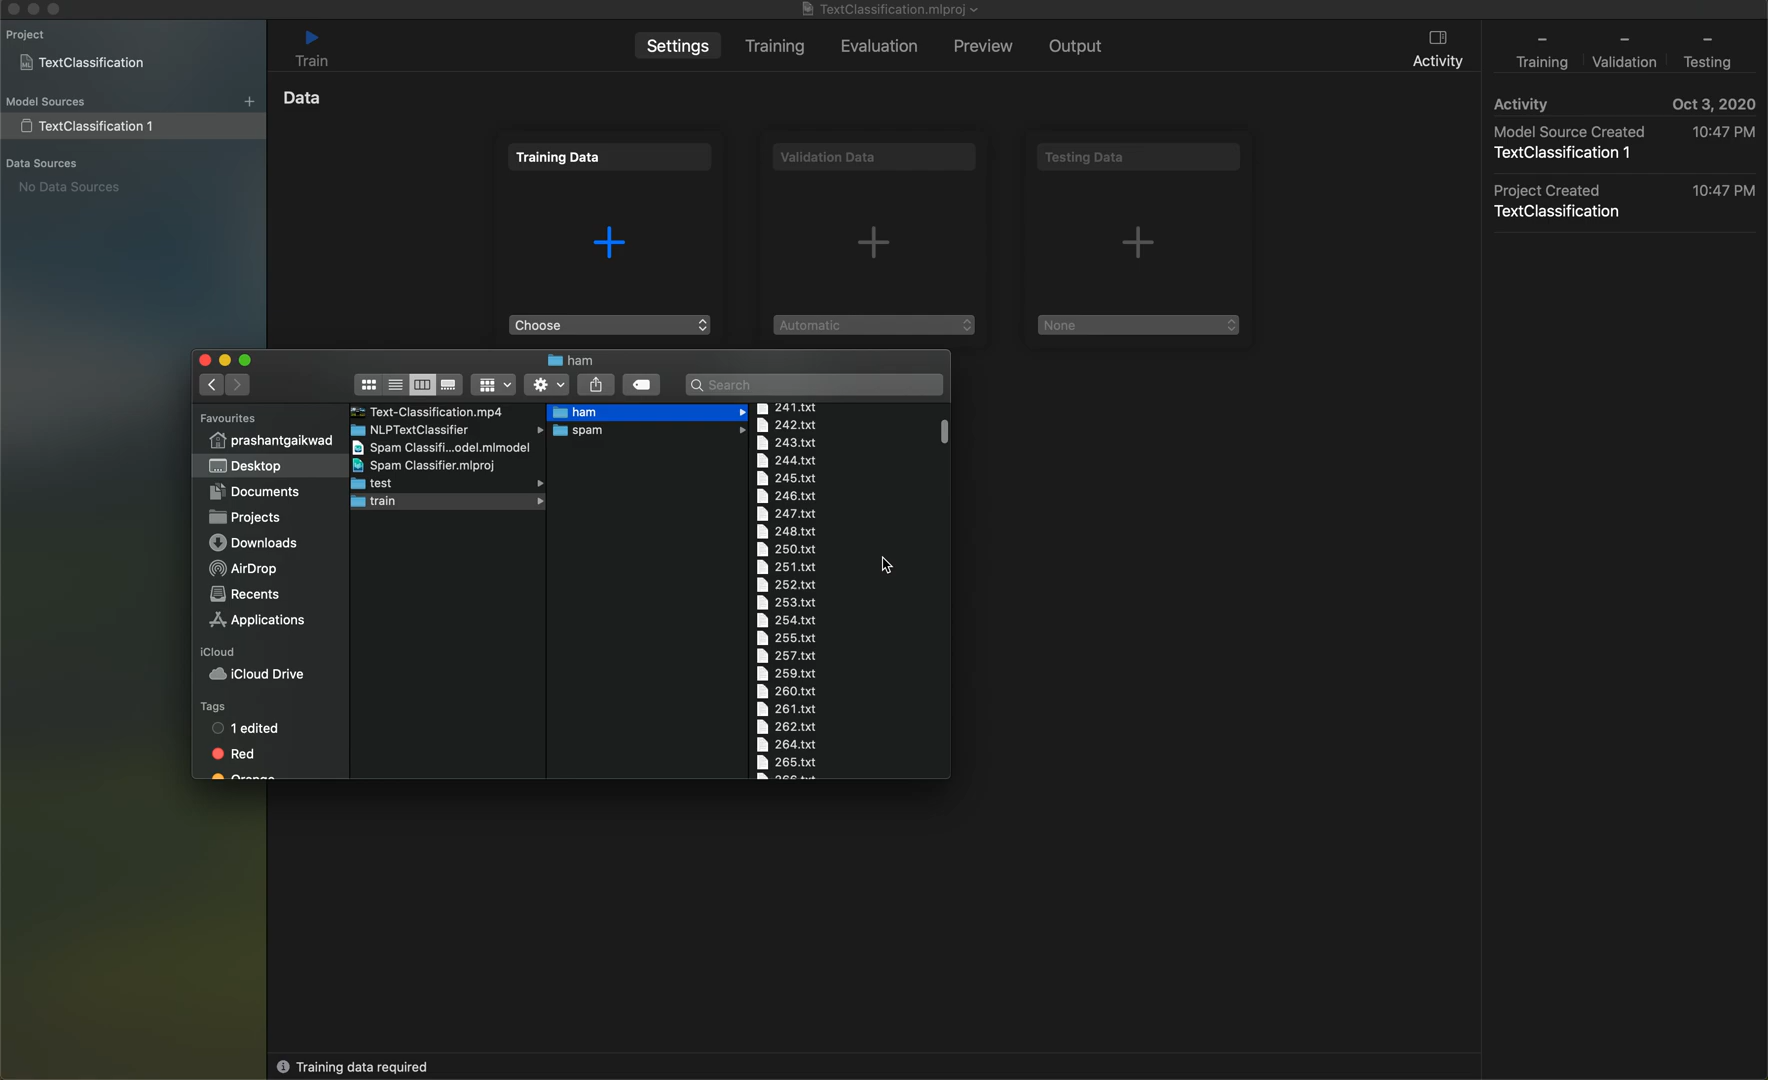 TextClassification.mlproj
Project
TextClassification
Model Sources
TextClassification 1
Data Sources
No Data Sources
Train
Settings
Training
Evaluation
Preview
Output
Activity
Data
Training Data
Choose
Validation Data
Automatic
Testing Data
None
Training
Validation
Testing
Activity
Oct 3, 2020
Model Source Created
10:47 PM
TextClassification 1
Project Created
10:47 PM
TextClassification
ham
Search
Favourites
prashantgaikwad
Desktop
Documents
Projects
Downloads
AirDrop
Recents
Applications
iCloud
iCloud Drive
Tags
1 edited
Red
Orange
Text-Classification.mp4
NLPTextClassifier
Spam Classifi...odel.mlmodel
Spam Classifier.mlproj
test
train
ham
spam
241.txt
242.txt
243.txt
244.txt
245.txt
246.txt
247.txt
248.txt
250.txt
251.txt
252.txt
253.txt
254.txt
255.txt
257.txt
259.txt
260.txt
261.txt
262.txt
264.txt
265.txt
266.txt
Training data required